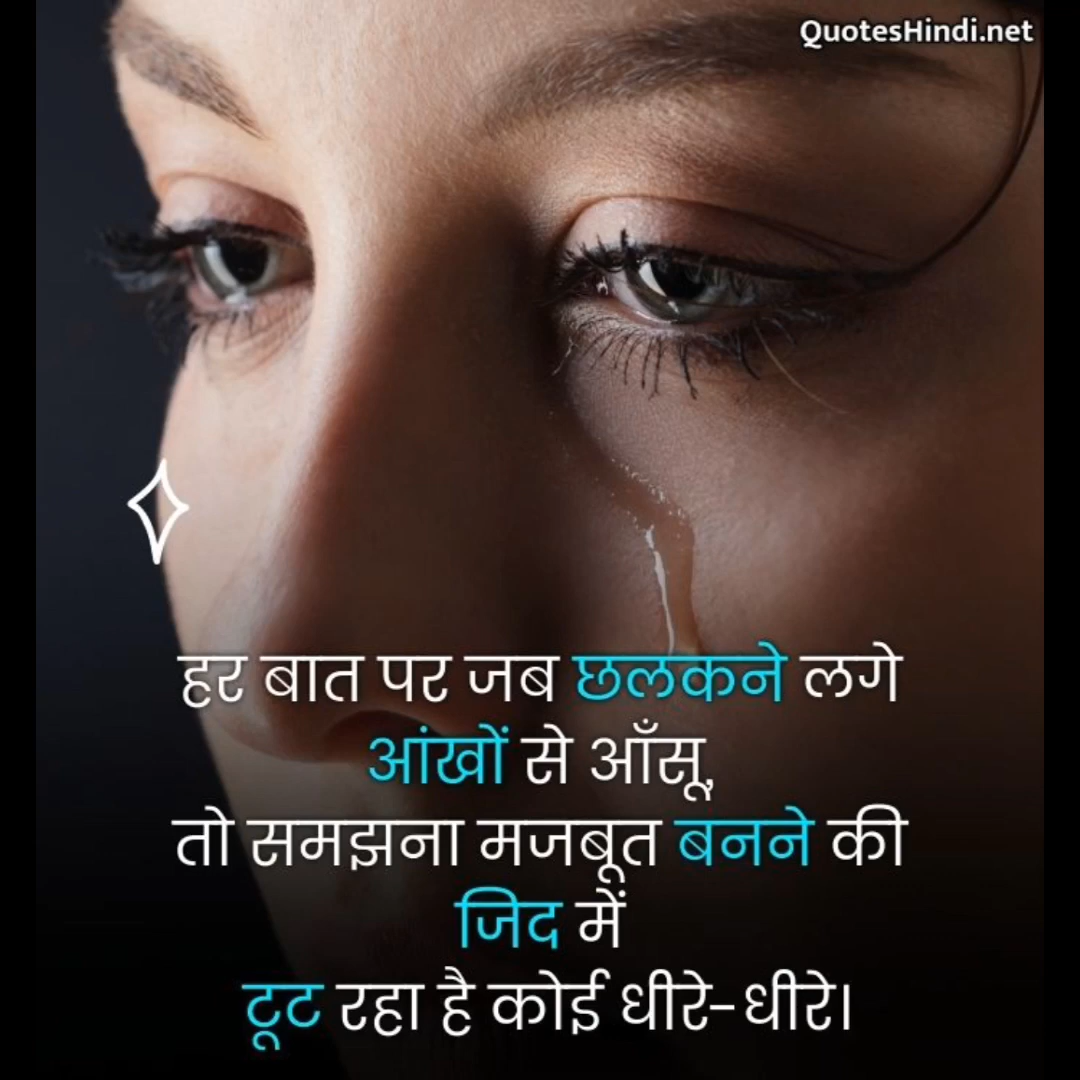 QuotesHindi.net
हर बात पर जब छलकने लगे
आंखों से आँसू,
तो समझना मजबूत बनने की
जिद में
टूट रहा है कोई धीरे-धीरे।